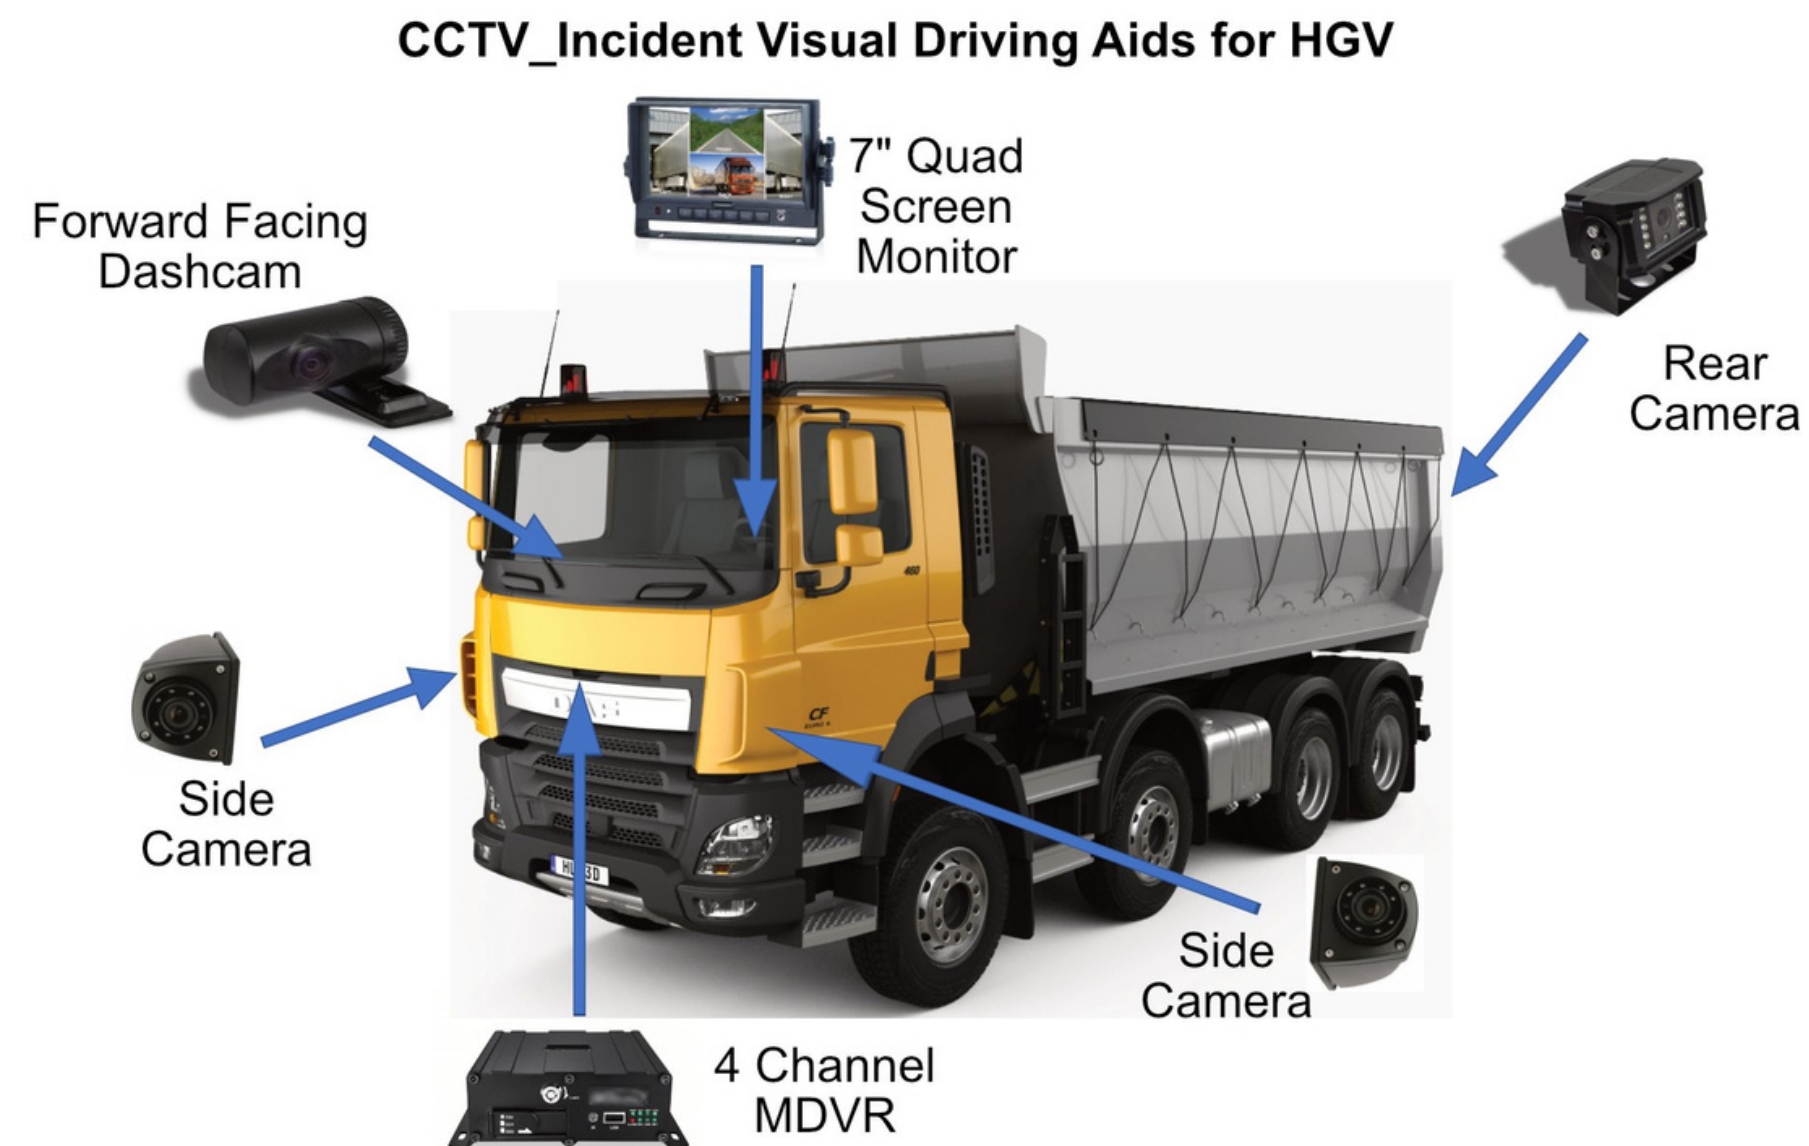 CCTV_Incident Visual Driving Aids for HGV
7" Quad
Screen
Monitor
Forward Facing
Dashcam
Rear
Camera
460
CF
Side
Camera
Side
Camera
4 Channel
MDVR